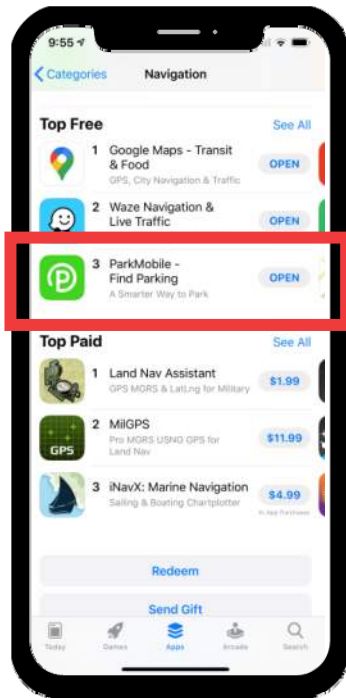 9:55
Categories
Navigation
Top Free
See All
1 Google Maps - Transit
& Food
GPS, City Navigation & Traffic
OPEN
2 Waze Navigation &
Live Traffic
OPEN
3 ParkMobile -
Find Parking
A Smarter Way to Park
OPEN
Top Paid
See All
1 Land Nav Assistant
GPS MGRS & LatLng for Military
$1.99
GPS
2 MilGPS
Pro MGRS USNG GPS for
Land Nav
$11.99
3 iNavX: Marine Navigation
Sailing & Boating Chartplotter
$4.99
In-App Purchases
Redeem
Send Gift
Today
Games
Apps
Arcade
Search